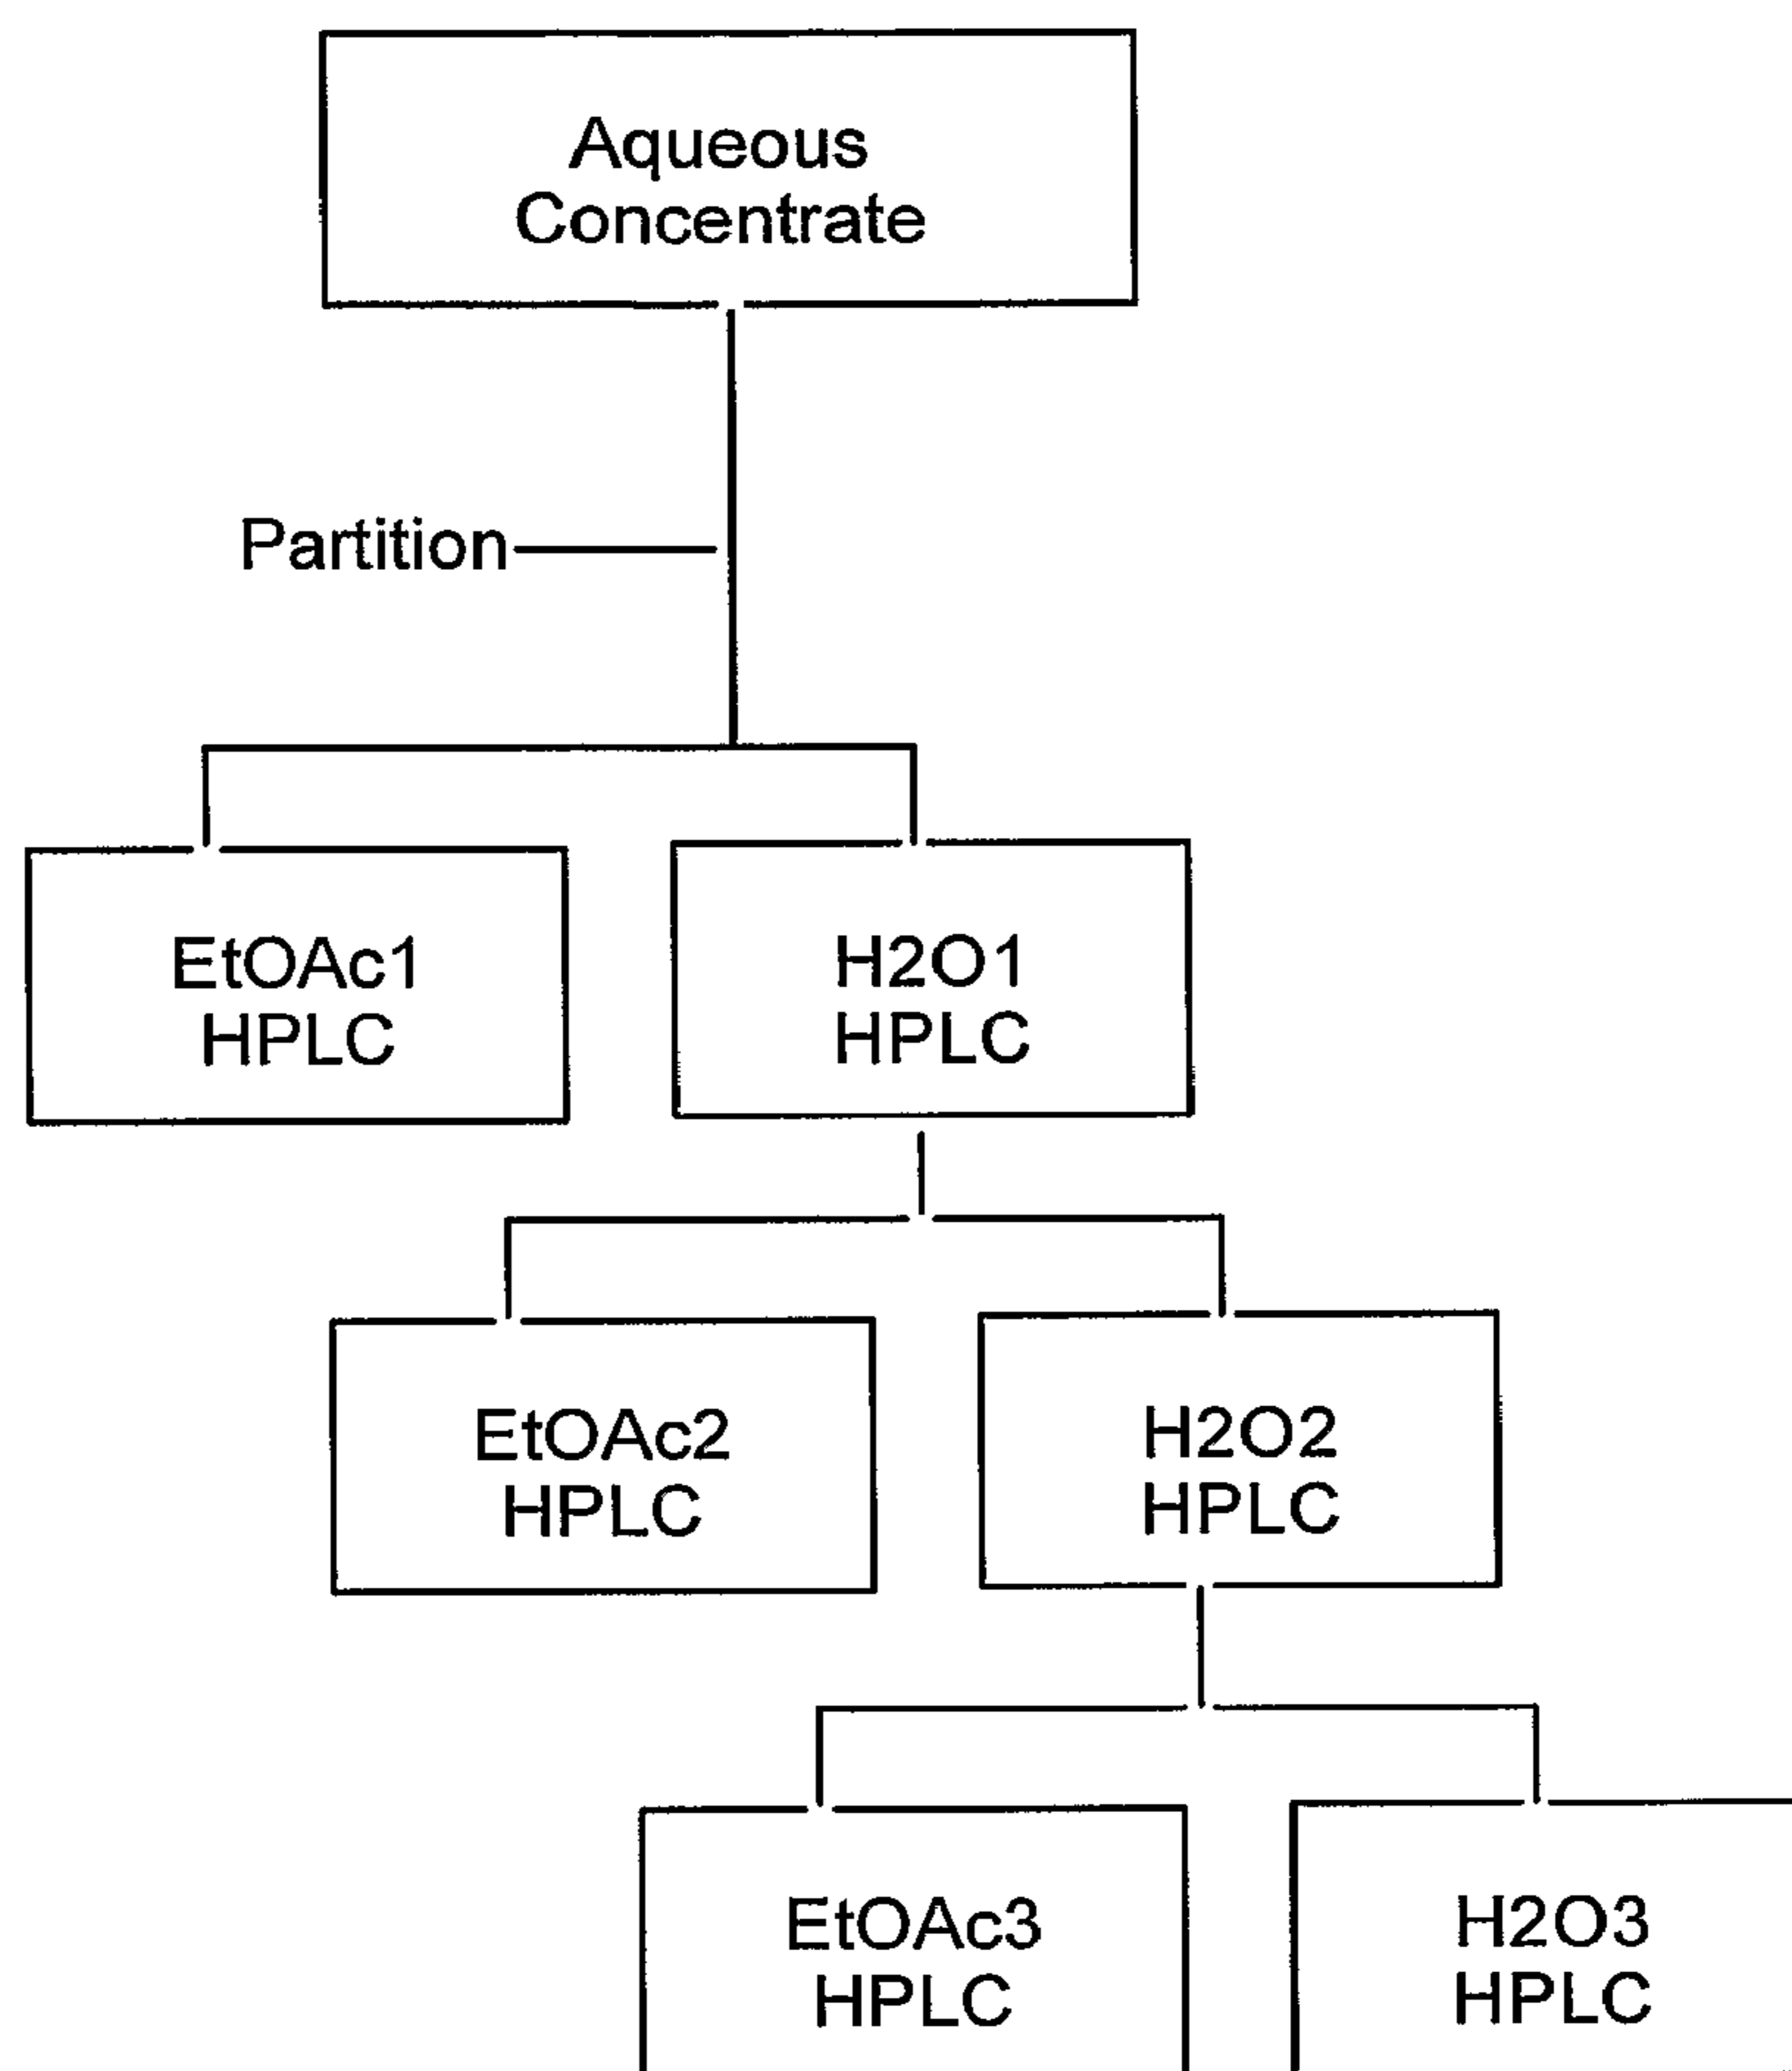 Aqueous
Concentrate
Partition
EtOAc1
HPLC
H2O1
HPLC
EtOAc2
HPLC
H2O2
HPLC
EtOAc3
HPLC
H2O3
HPLC